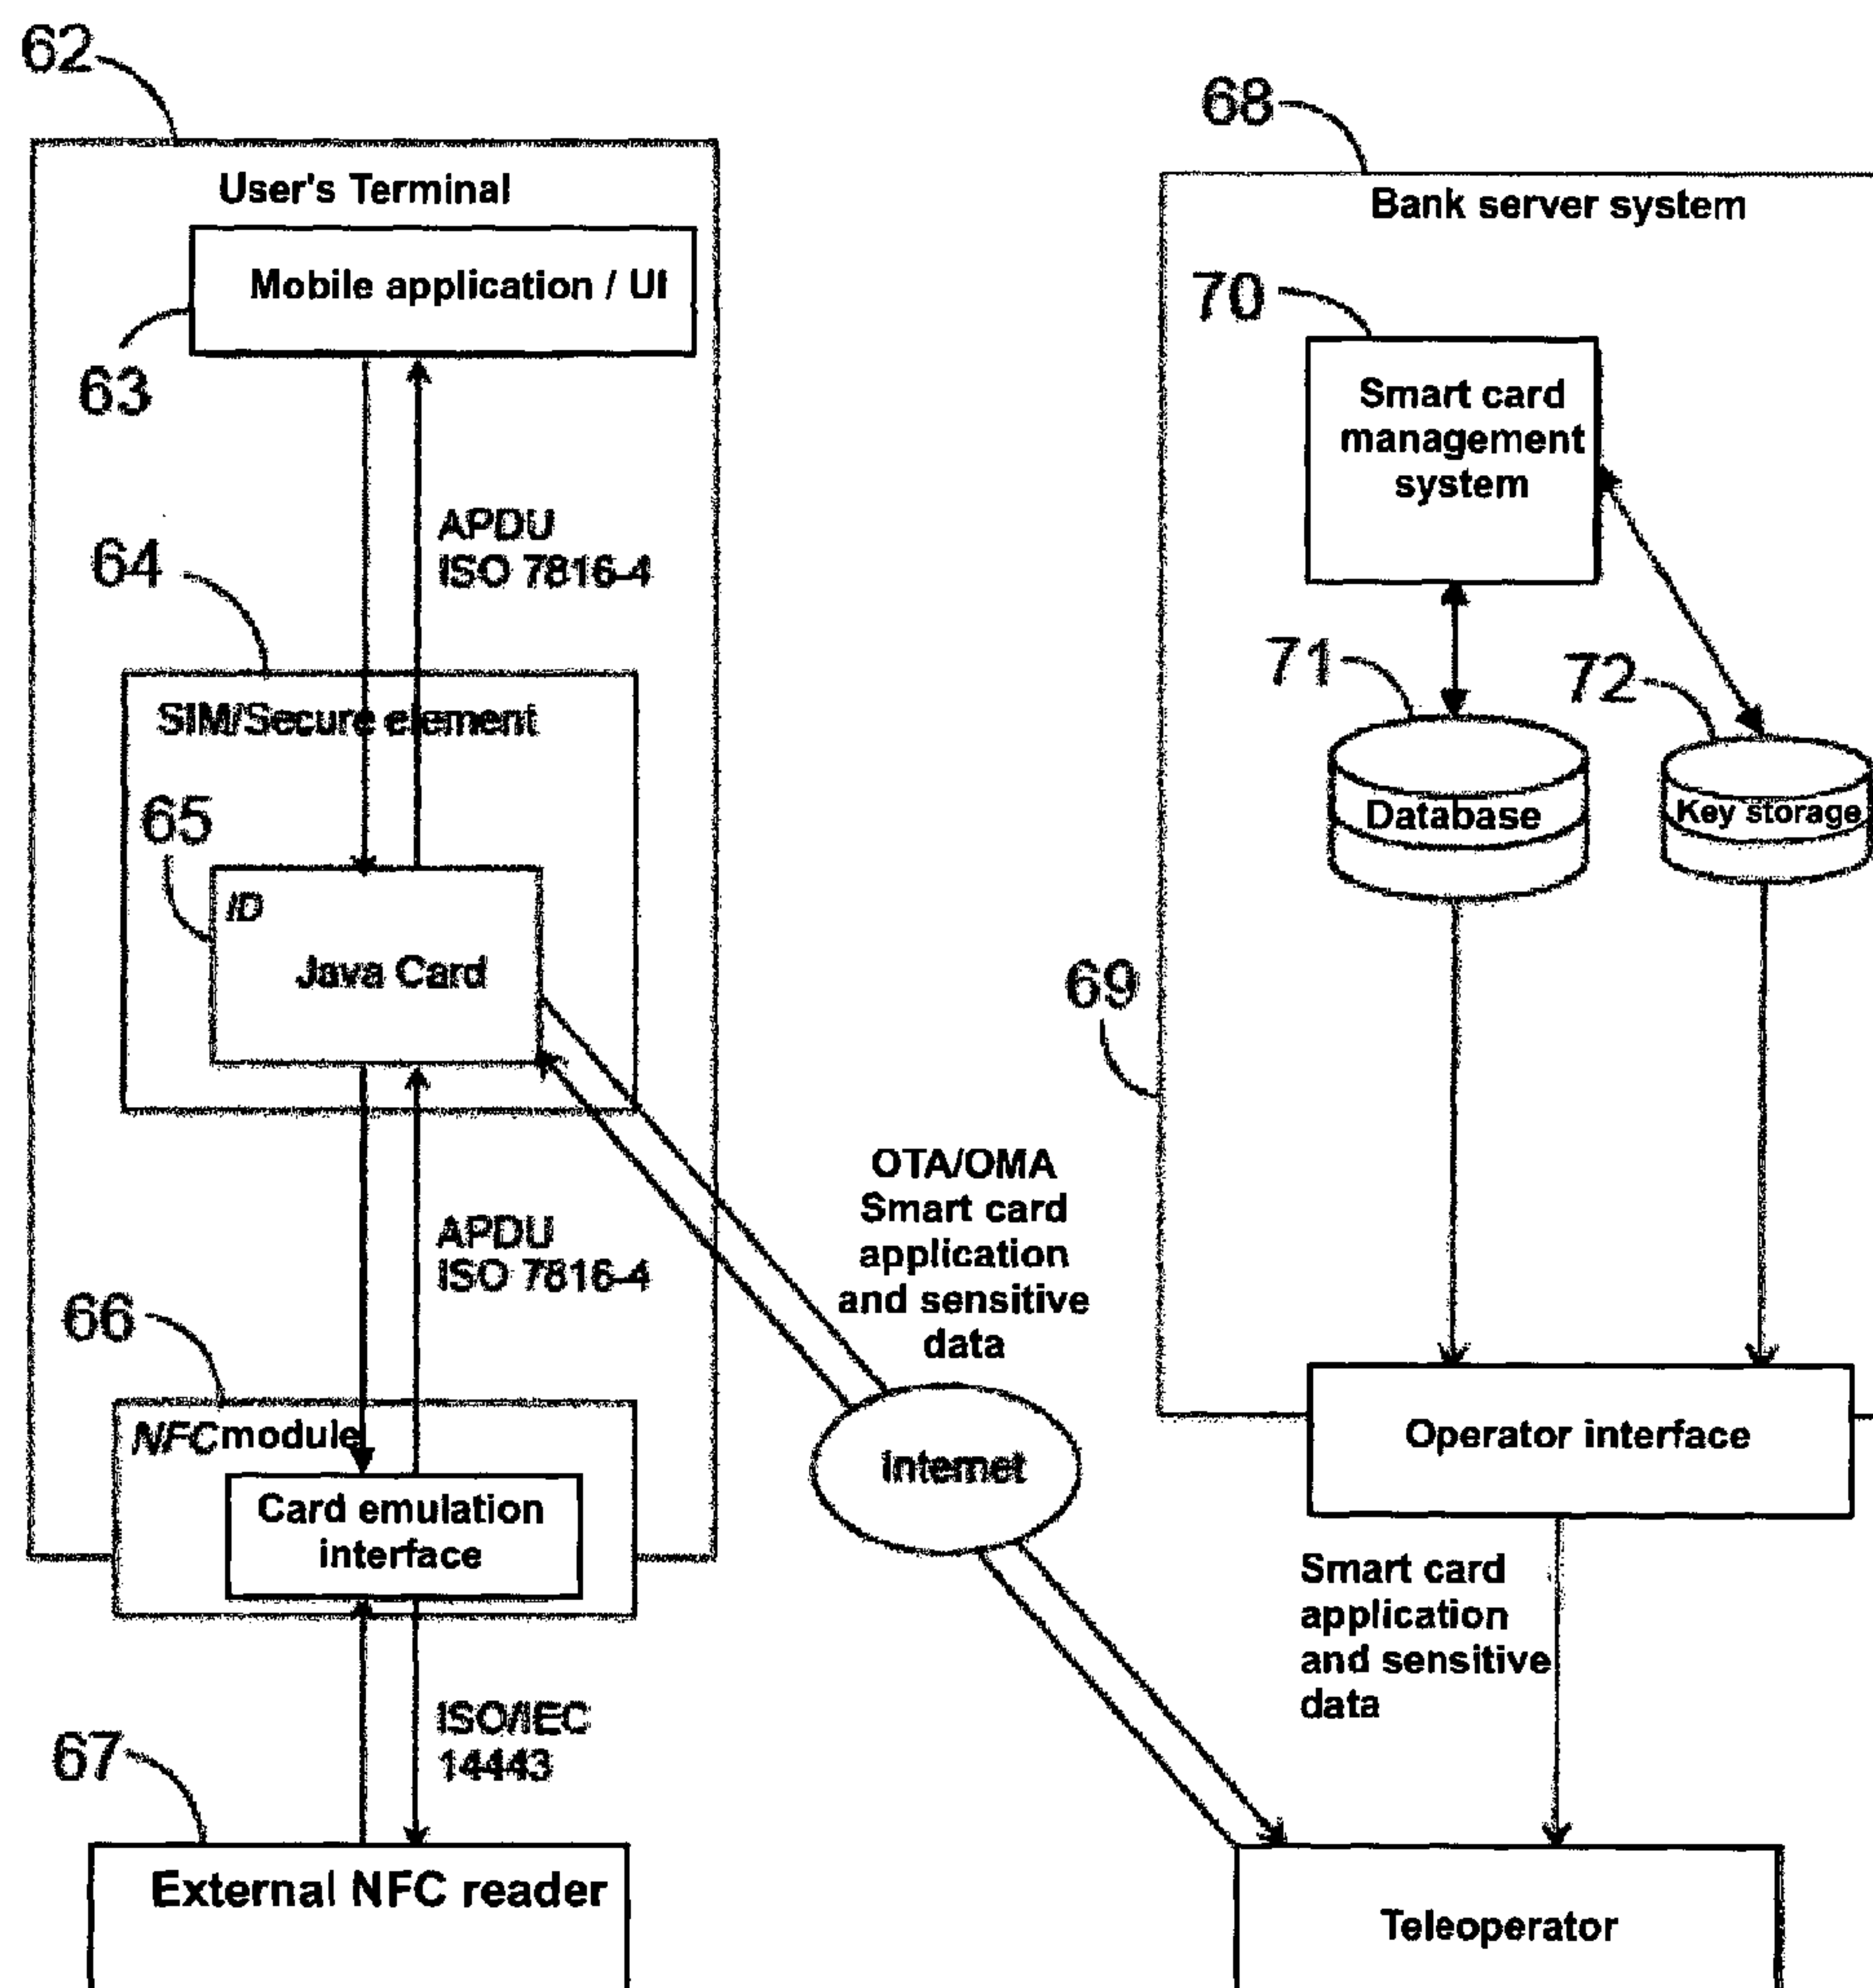 62
User's Terminal
Mobile application / UI
63
APDU
ISO 7816-4
64
SIM/Secure element
65
ID
Java Card
APDU
ISO 7816-4
66
NFC module
Card emulation
interface
ISO/IEC
14443
67
External NFC reader
OTA/OMA
Smart card
application
and sensitive
data
Internet
68
Bank server system
70
Smart card
management
system
71
72
Database
Key storage
69
Operator interface
Smart card
application
and sensitive
data
Teleoperator